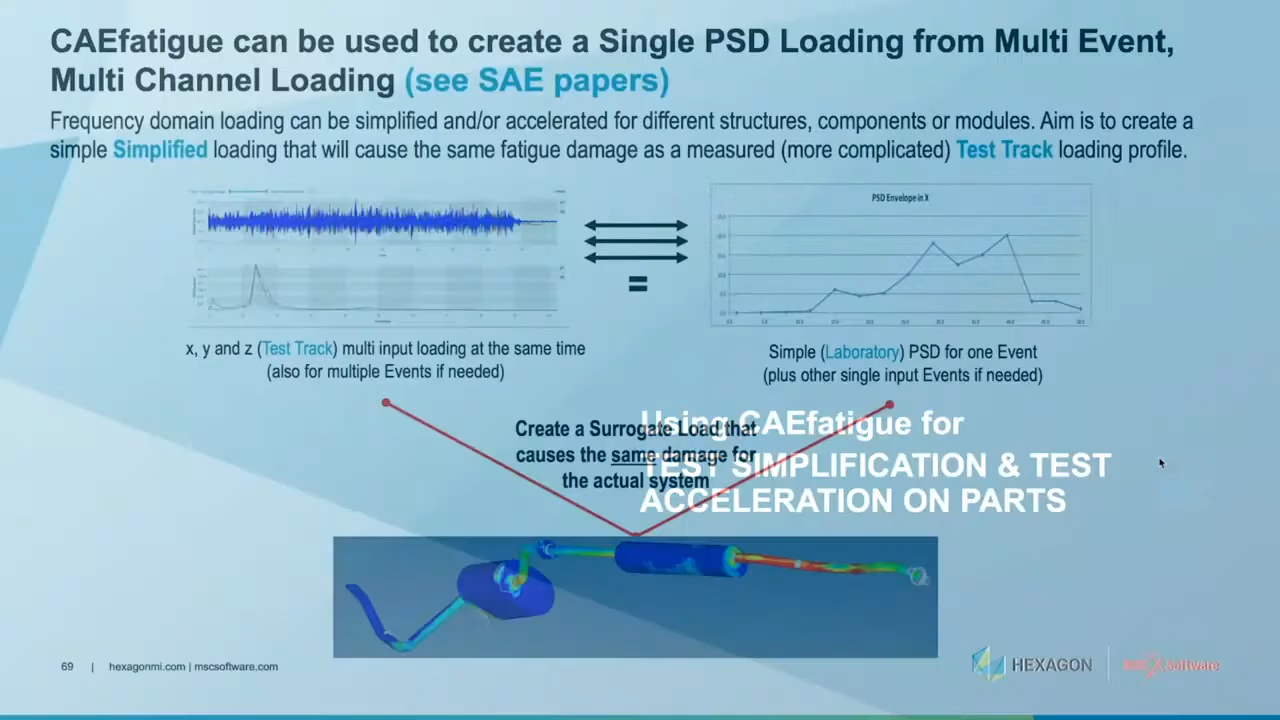 CAEfatigue can be used to create a Single PSD Loading from Multi Event,
Multi Channel Loading (see SAE papers)
Frequency domain loading can be simplified and/or accelerated for different structures, components or modules. Aim is to create a
simple Simplified loading that will cause the same fatigue damage as a measured (more complicated) Test Track loading profile.
PSD Envelope in X
=
x, y and z (Test Track) multi input loading at the same time
(also for multiple Events if needed)
Simple (Laboratory) PSD for one Event
(plus other single input Events if needed)
Create a Surrogate Load that
causes the same damage for
the actual system
Using CAEfatigue for
TEST SIMPLIFICATION & TEST
ACCELERATION ON PARTS
69 | hexagonmi.com | mscsoftware.com
HEXAGON
Software